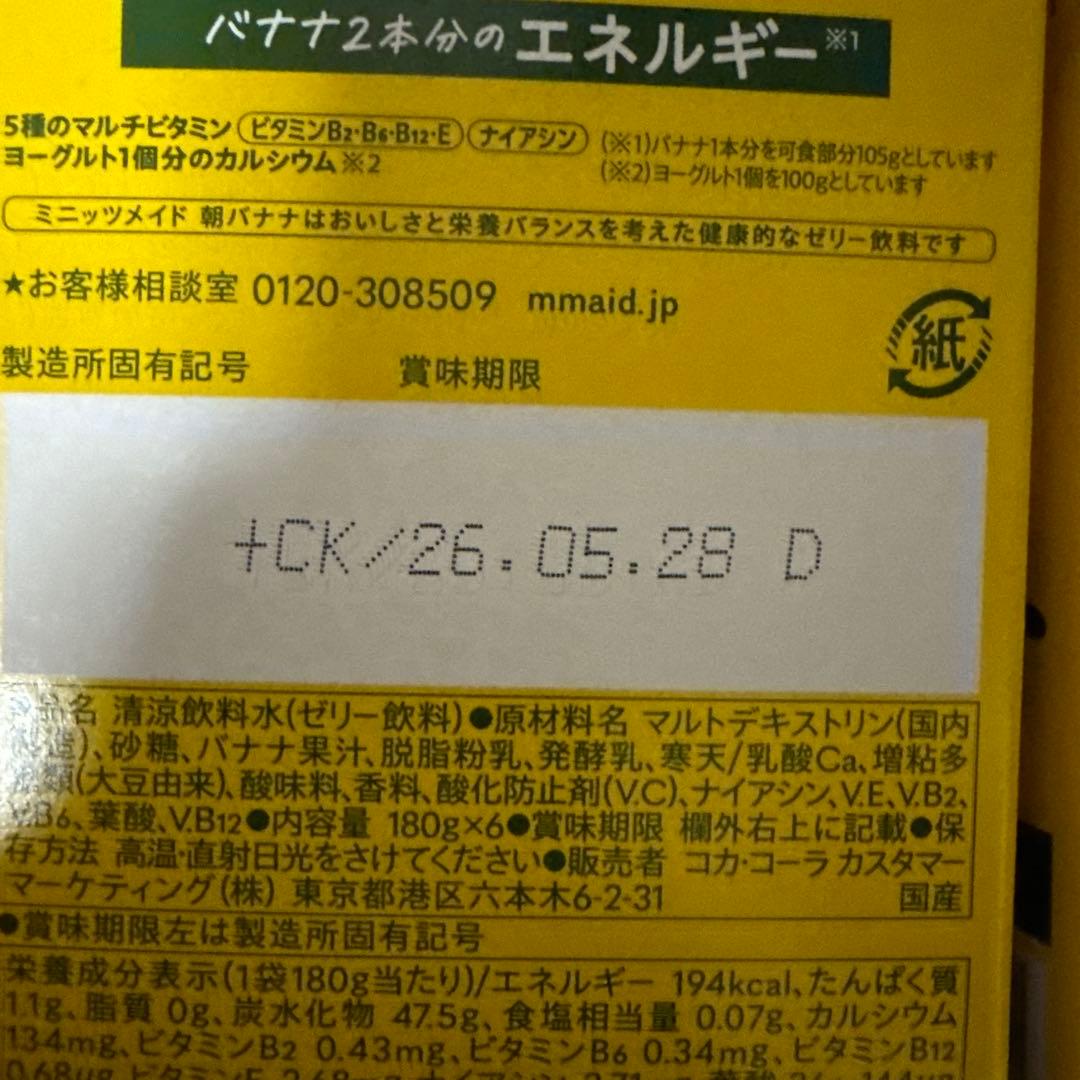 バナナ2本分のエネルギー※1
5種のマルチビタミン ビタミンB2・B6・B12・E ナイアシン (※1)バナナ1本分を可食部分105gとしています
ヨーグルト1個分のカルシウム※2 (※2)ヨーグルト1個を100gとしています
ミニッツメイド 朝バナナはおいしさと栄養バランスを考えた健康的なゼリー飲料です
★お客様相談室 0120-308509 mmaid.jp
紙
製造所固有記号 賞味期限
+CK/26.05.28 D
名 清涼飲料水(ゼリー飲料)●原材料名 マルトデキストリン(国内
造)、砂糖、バナナ果汁、脱脂粉乳、発酵乳、寒天/乳酸Ca、増粘多
類(大豆由来)、酸味料、香料、酸化防止剤(V.C)、ナイアシン、V.E、V.B2、
V.B6、葉酸、V.B12●内容量 180g×6●賞味期限 欄外右上に記載●保
存方法 高温・直射日光をさけてください●販売者 コカ・コーラ カスタマー
マーケティング(株) 東京都港区六本木6-2-31 国産
●賞味期限左は製造所固有記号
栄養成分表示(1袋180g当たり)/エネルギー 194kcal、たんぱく質
1.1g、脂質 0g、炭水化物 47.5g、食塩相当量 0.07g、カルシウム
134mg、ビタミンB2 0.43mg、ビタミンB6 0.34mg、ビタミンB12